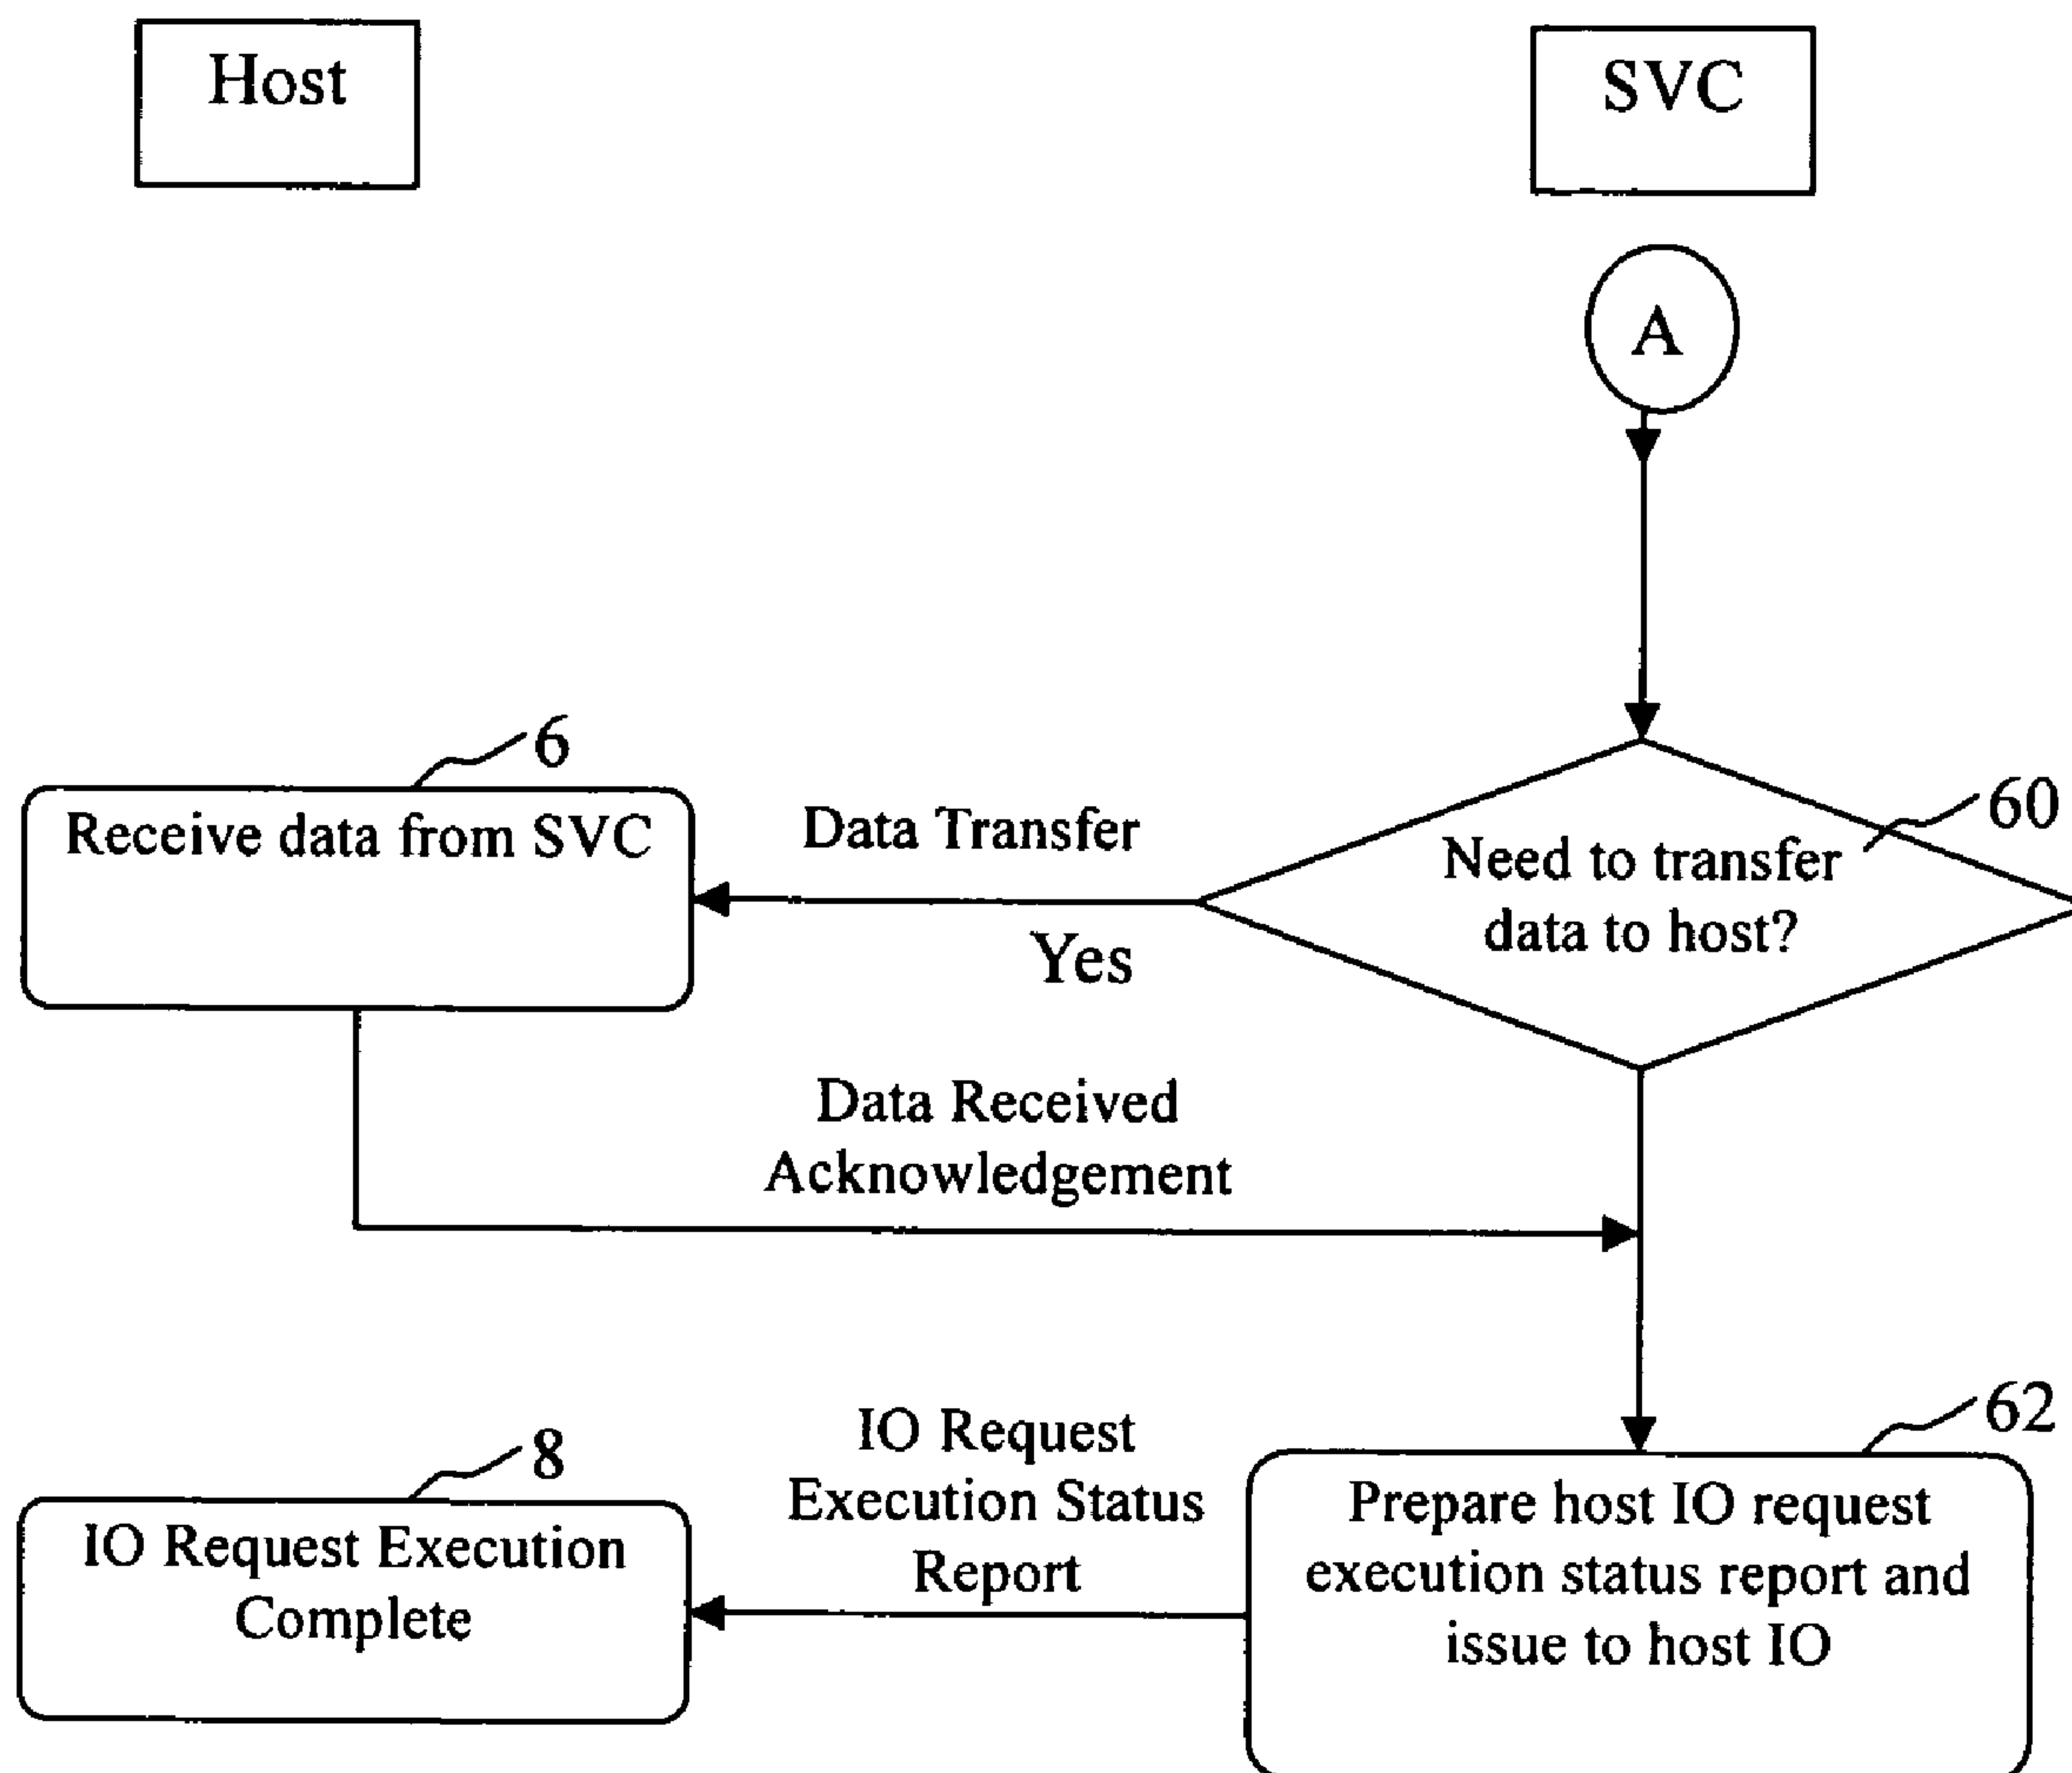 Host
SVC
A
6
Receive data from SVC
Data Transfer
Yes
60
Need to transfer
data to host?
Data Received
Acknowledgement
62
Prepare host IO request
execution status report and
issue to host IO
IO Request
Execution Status
Report
8
IO Request Execution
Complete